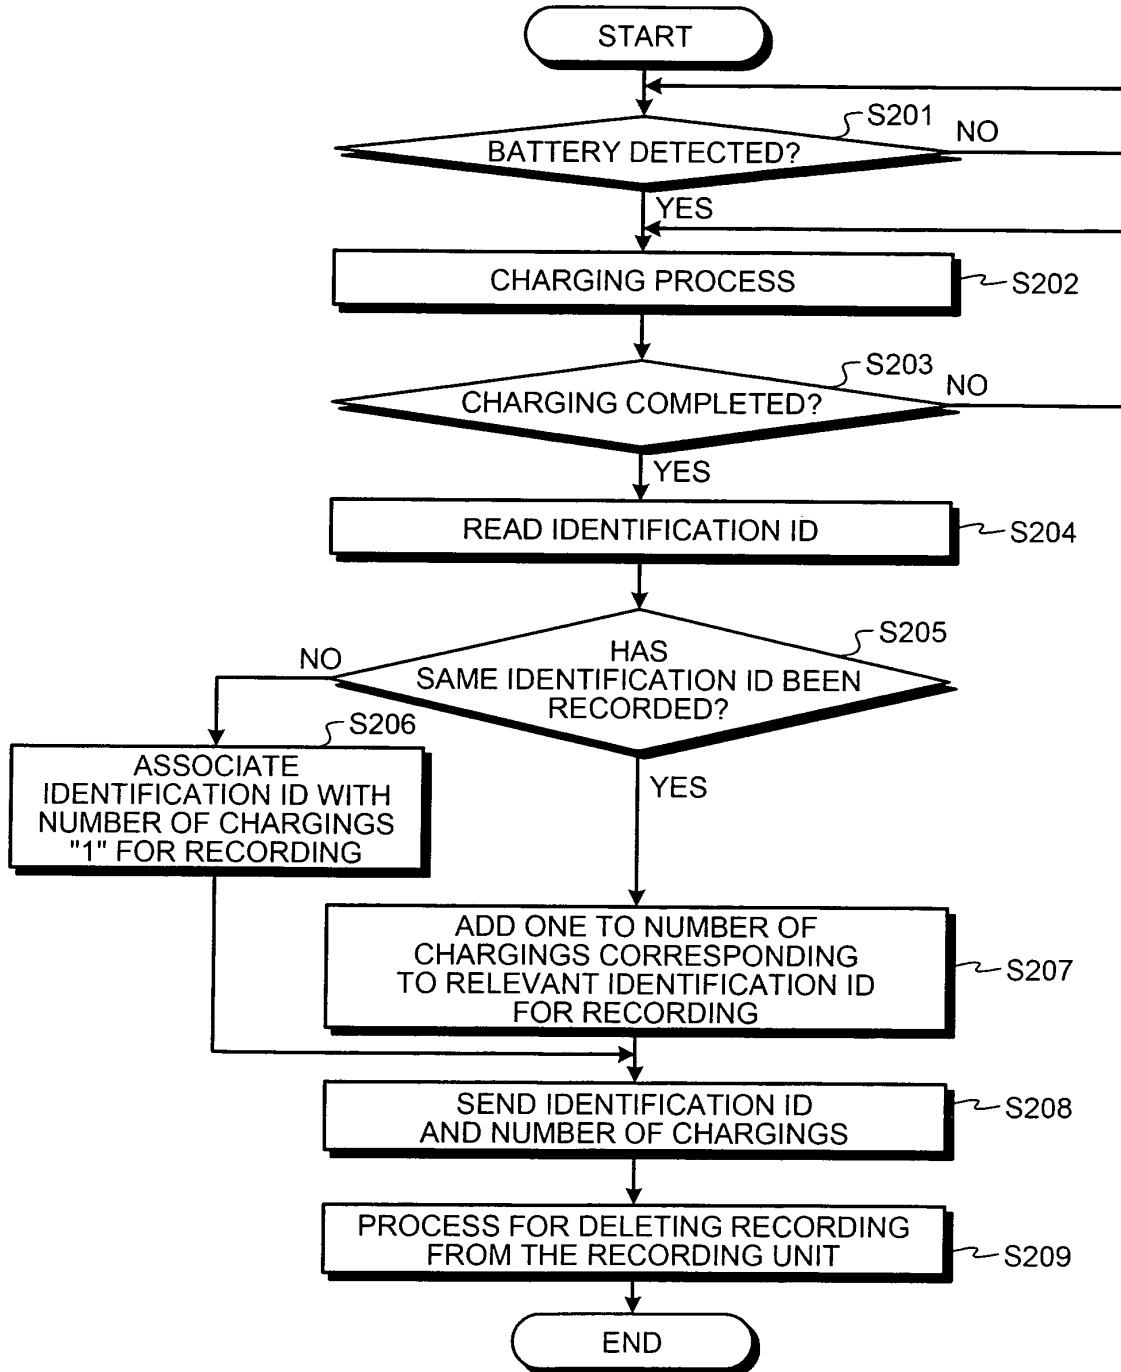 START
S201
NO
BATTERY DETECTED?
YES
CHARGING PROCESS
S202
S203
NO
CHARGING COMPLETED?
YES
READ IDENTIFICATION ID
S204
S205
NO
HAS
SAME IDENTIFICATION ID BEEN
RECORDED?
S206
ASSOCIATE
IDENTIFICATION ID WITH
NUMBER OF CHARGINGS
"1" FOR RECORDING
YES
ADD ONE TO NUMBER OF
CHARGINGS CORRESPONDING
TO RELEVANT IDENTIFICATION ID
FOR RECORDING
S207
SEND IDENTIFICATION ID
AND NUMBER OF CHARGINGS
S208
PROCESS FOR DELETING RECORDING
FROM THE RECORDING UNIT
S209
END